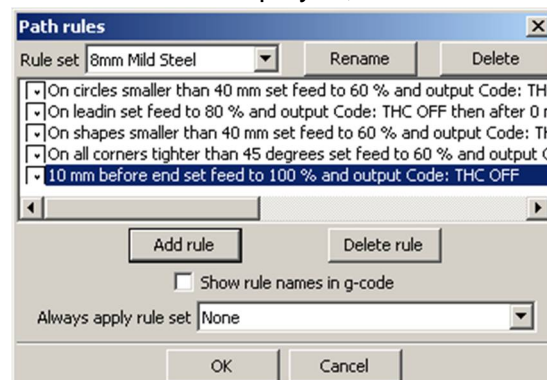 Path rules
Rule set 8mm Mild Steel Rename Delete
On circles smaller than 40 mm set feed to 60 % and output Code: TH
On leadin set feed to 80 % and output Code: THC OFF then after 0
On shapes smaller than 40 mm set feed to 60 % and output Code: T
On all corners tighter than 45 degrees set feed to 60 % and output
10 mm before end set feed to 100 % and output Code: THC OFF
Add rule Delete rule
Show rule names in g-code
Always apply rule set None
OK Cancel